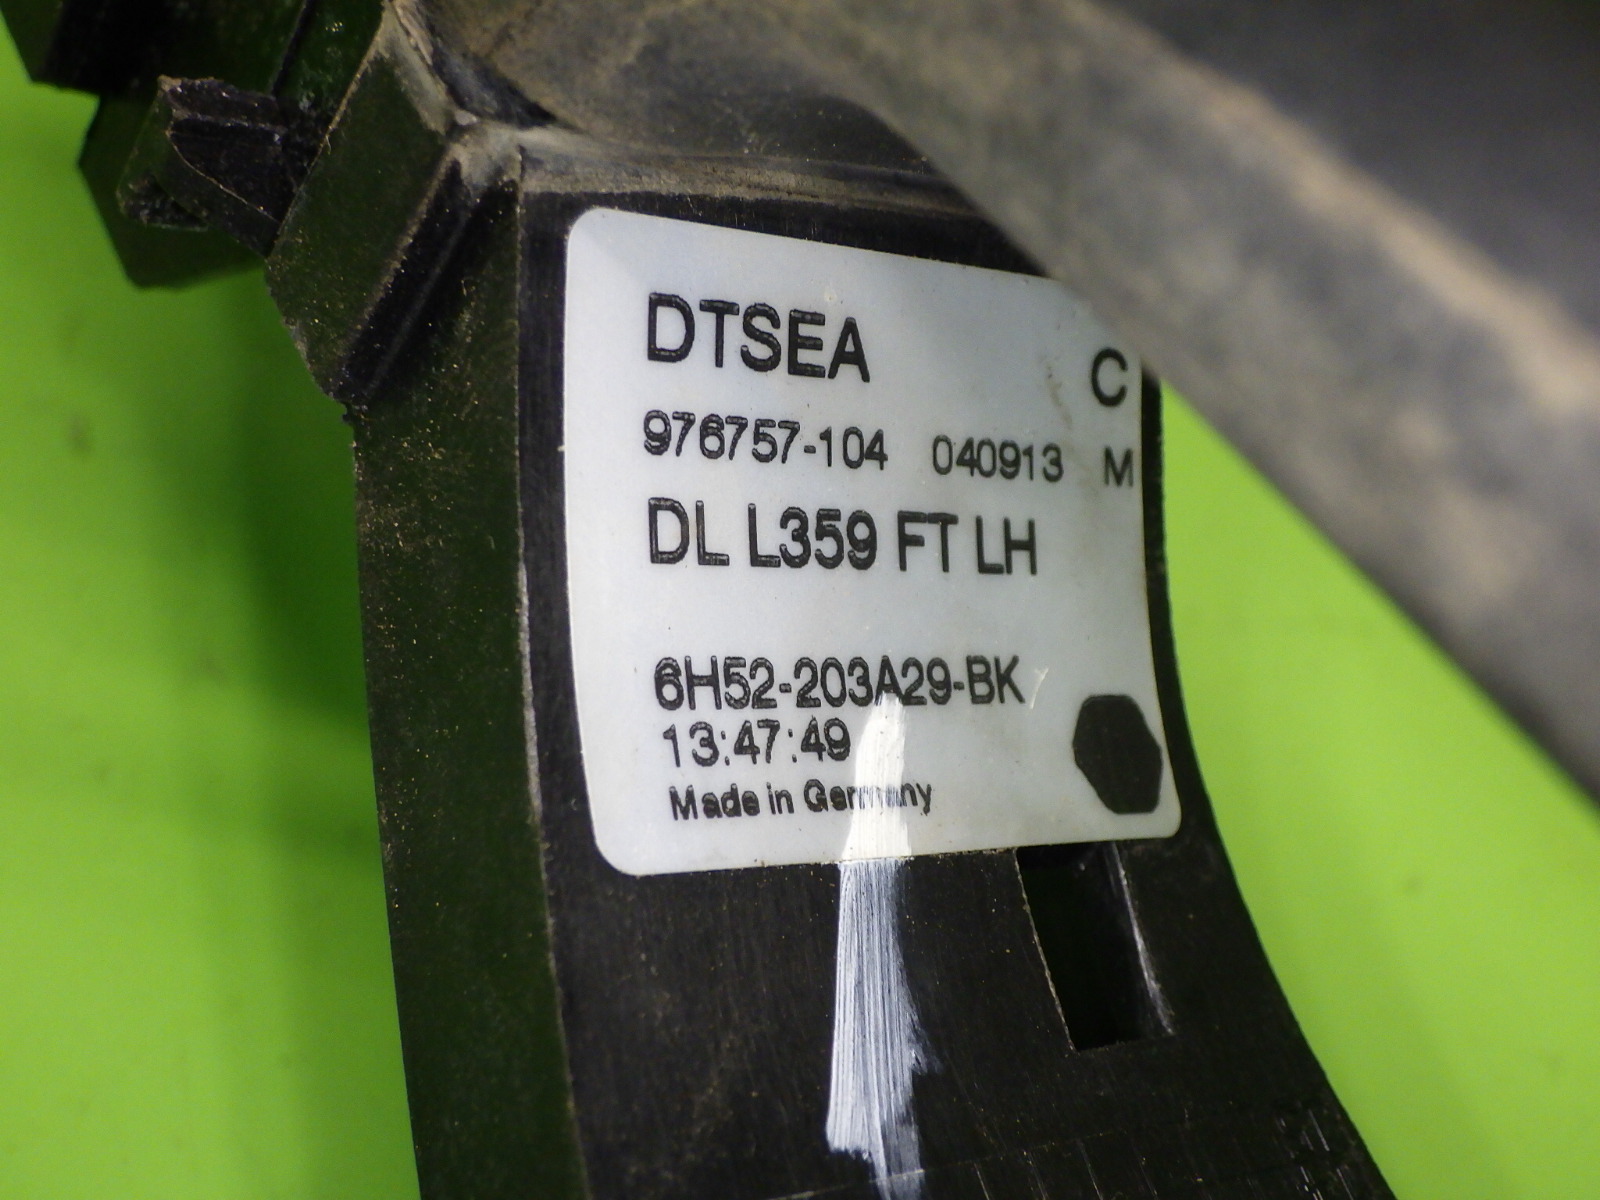 DTSEA C
976757-104 040913 M
DL L359 FT LH
6H52-203A29-BK
13:47:49
Made in Germany